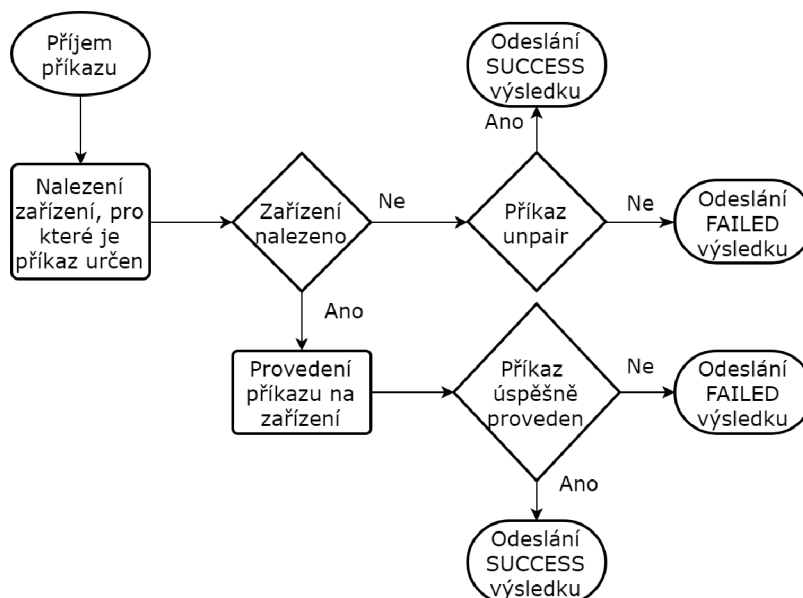 Příjem
příkazu
Nalezení
zařízení, pro
které je
příkaz určen
Zařízení
nalezeno
Ne
Příkaz
unpair
Ano
Odeslání
SUCCESS
výsledku
Ne
Odeslání
FAILED
výsledku
Ano
Provedení
příkazu na
zařízení
Příkaz
úspěšně
proveden
Ne
Odeslání
FAILED
výsledku
Ano
Odeslání
SUCCESS
výsledku